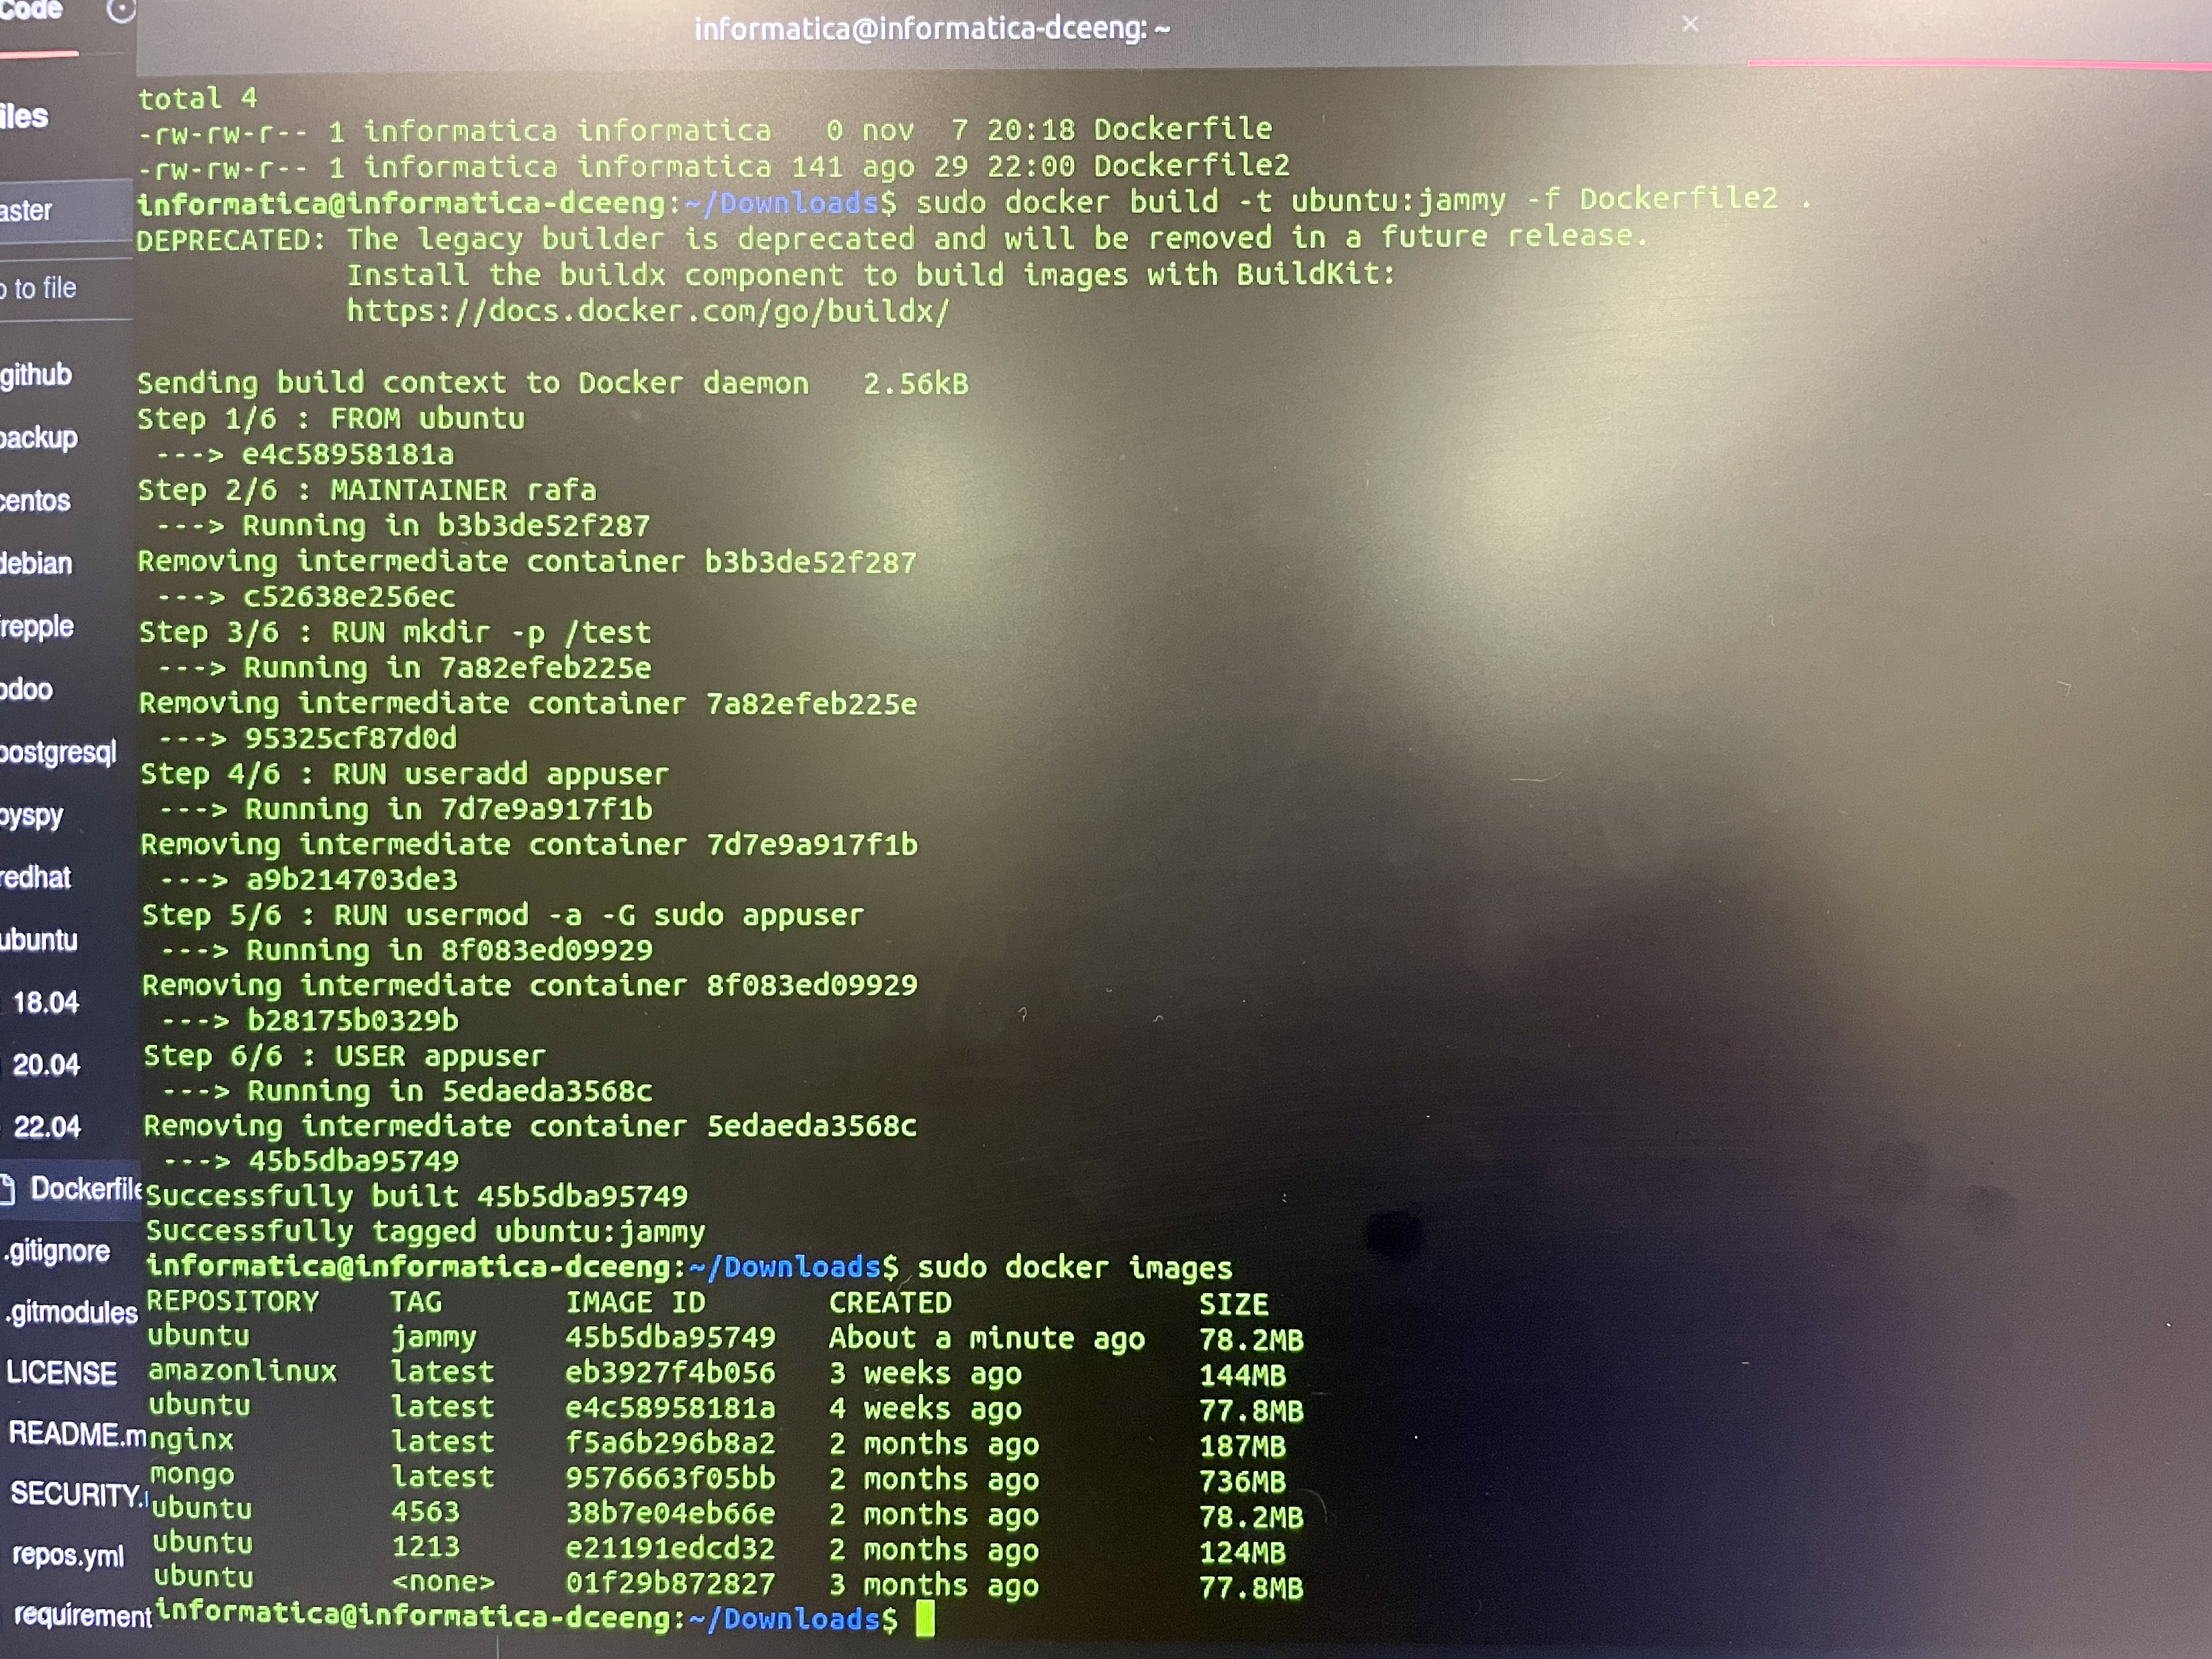 Code
informatica@informatica-dceeng: ~
×
iles
aster
o to file
github
backup
centos
debian
frepple
odoo
postgresql
pyspy
redhat
ubuntu
18.04
20.04
22.04
Dockerfile
.gitignore
.gitmodules
LICENSE
README.m
SECURITY.
repos.yml
requirement
total 4
-rw-rw-r-- 1 informatica informatica   0 nov  7 20:18 Dockerfile
-rw-rw-r-- 1 informatica informatica 141 ago 29 22:00 Dockerfile2
informatica@informatica-dceeng:~/Downloads$ sudo docker build -t ubuntu:jammy -f Dockerfile2 .
DEPRECATED: The legacy builder is deprecated and will be removed in a future release.
            Install the buildx component to build images with BuildKit:
            https://docs.docker.com/go/buildx/
Sending build context to Docker daemon   2.56kB
Step 1/6 : FROM ubuntu
 ---> e4c58958181a
Step 2/6 : MAINTAINER rafa
 ---> Running in b3b3de52f287
Removing intermediate container b3b3de52f287
 ---> c52638e256ec
Step 3/6 : RUN mkdir -p /test
 ---> Running in 7a82efeb225e
Removing intermediate container 7a82efeb225e
 ---> 95325cf87d0d
Step 4/6 : RUN useradd appuser
 ---> Running in 7d7e9a917f1b
Removing intermediate container 7d7e9a917f1b
 ---> a9b214703de3
Step 5/6 : RUN usermod -a -G sudo appuser
 ---> Running in 8f083ed09929
Removing intermediate container 8f083ed09929
 ---> b28175b0329b
Step 6/6 : USER appuser
 ---> Running in 5edaeda3568c
Removing intermediate container 5edaeda3568c
 ---> 45b5dba95749
Successfully built 45b5dba95749
Successfully tagged ubuntu:jammy
informatica@informatica-dceeng:~/Downloads$ sudo docker images
REPOSITORY    TAG       IMAGE ID       CREATED              SIZE
ubuntu        jammy     45b5dba95749   About a minute ago   78.2MB
amazonlinux   latest    eb3927f4b056   3 weeks ago          144MB
ubuntu        latest    e4c58958181a   4 weeks ago          77.8MB
nginx         latest    f5a6b296b8a2   2 months ago         187MB
mongo         latest    9576663f05bb   2 months ago         736MB
ubuntu        4563      38b7e04eb66e   2 months ago         78.2MB
ubuntu        1213      e21191edcd32   2 months ago         124MB
ubuntu        <none>    01f29b872827   3 months ago         77.8MB
informatica@informatica-dceeng:~/Downloads$